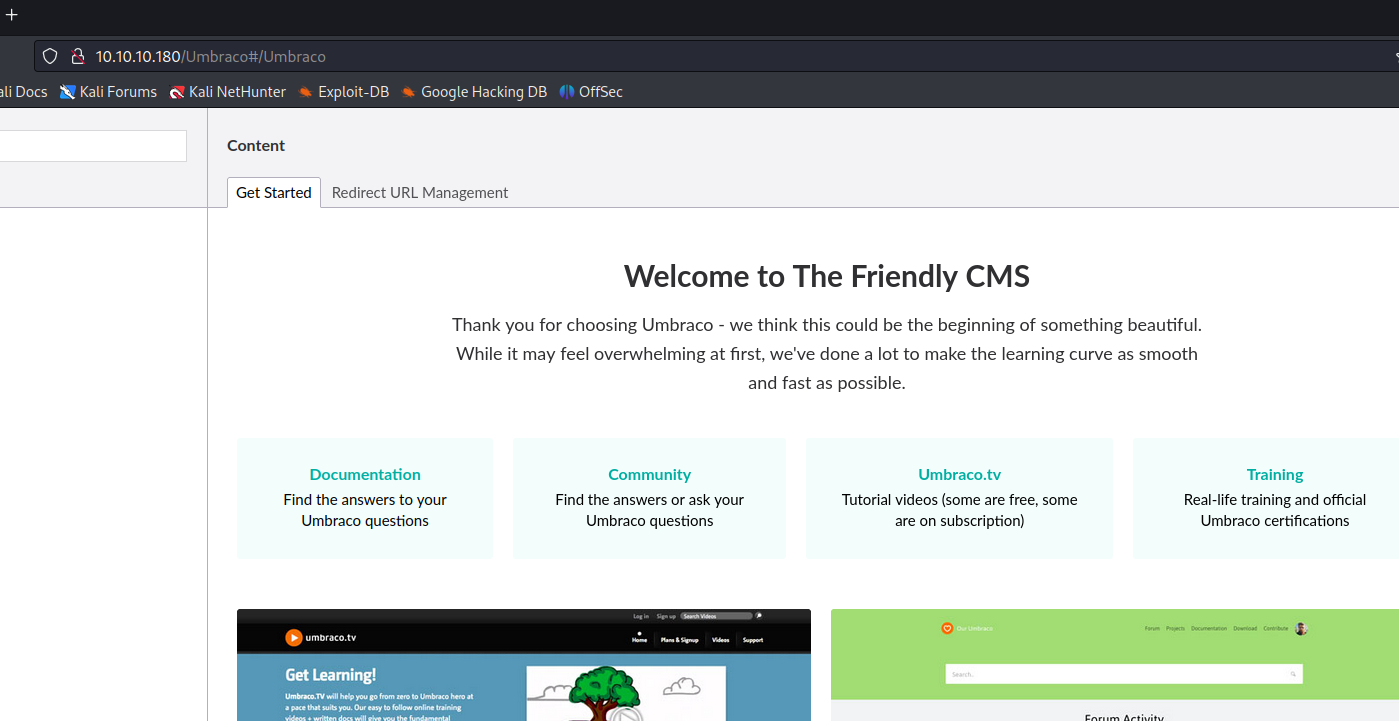 10.10.10.180/Umbraco#/Umbraco
ali Docs Kali Forums Kali NetHunter Exploit-DB Google Hacking DB OffSec
Content
Get Started Redirect URL Management
Welcome to The Friendly CMS
Thank you for choosing Umbraco - we think this could be the beginning of something beautiful.
While it may feel overwhelming at first, we've done a lot to make the learning curve as smooth
and fast as possible.
Documentation
Find the answers to your
Umbraco questions
Community
Find the answers or ask your
Umbraco questions
Umbraco.tv
Tutorial videos (some are free, some
are on subscription)
Training
Real-life training and official
Umbraco certifications
Log in Sign up Search Videos
umbraco.tv
Home Plans & Signup Videos Support
Get Learning!
Umbraco.TV will help you go from zero to Umbraco hero at
a pace that suits you. Our easy to follow online training
videos + written docs will give you the fundamental
Our Umbraco
Forum Projects Documentation Download Contribute
Search..
Forum Activity